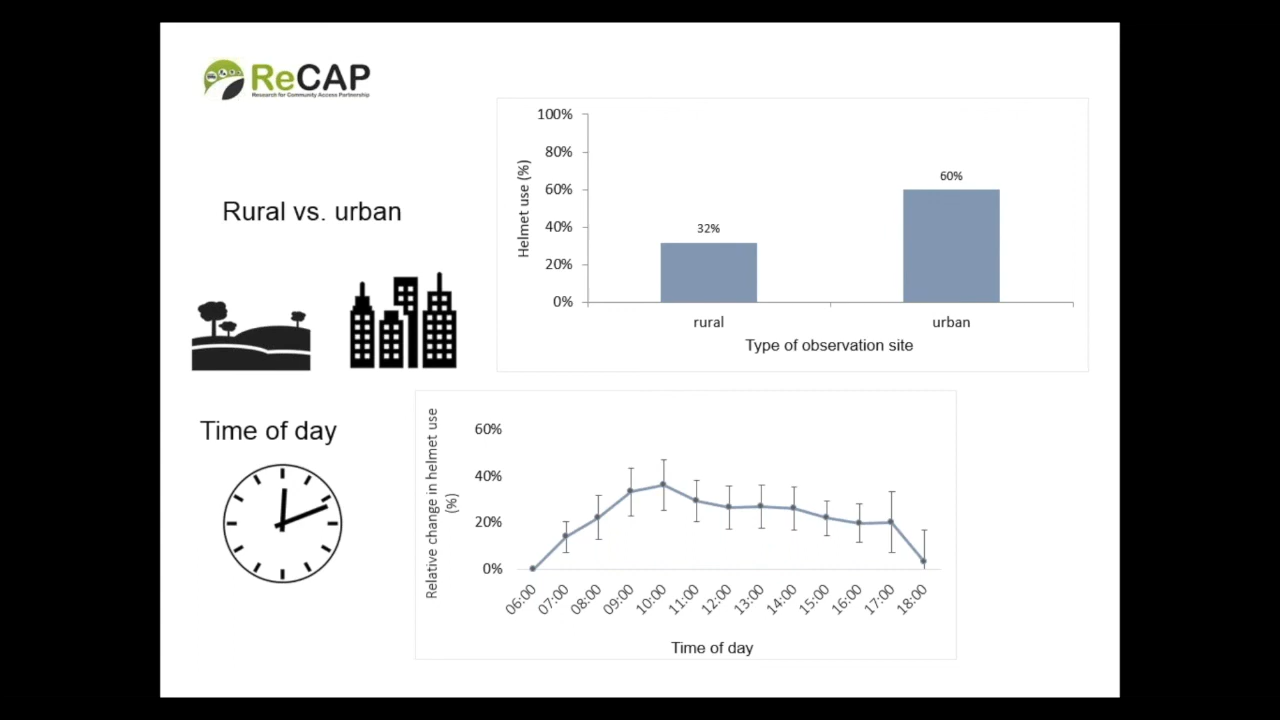 ReCAP
Research for Community Access Partnership
Rural vs. urban
Helmet use (%)
100%
80%
60%
40%
20%
0%
32%
60%
rural
urban
Type of observation site
Time of day
Relative change in helmet use
(%)
60%
40%
20%
0%
06:00
07:00
08:00
09:00
10:00
11:00
12:00
13:00
14:00
15:00
16:00
17:00
18:00
Time of day